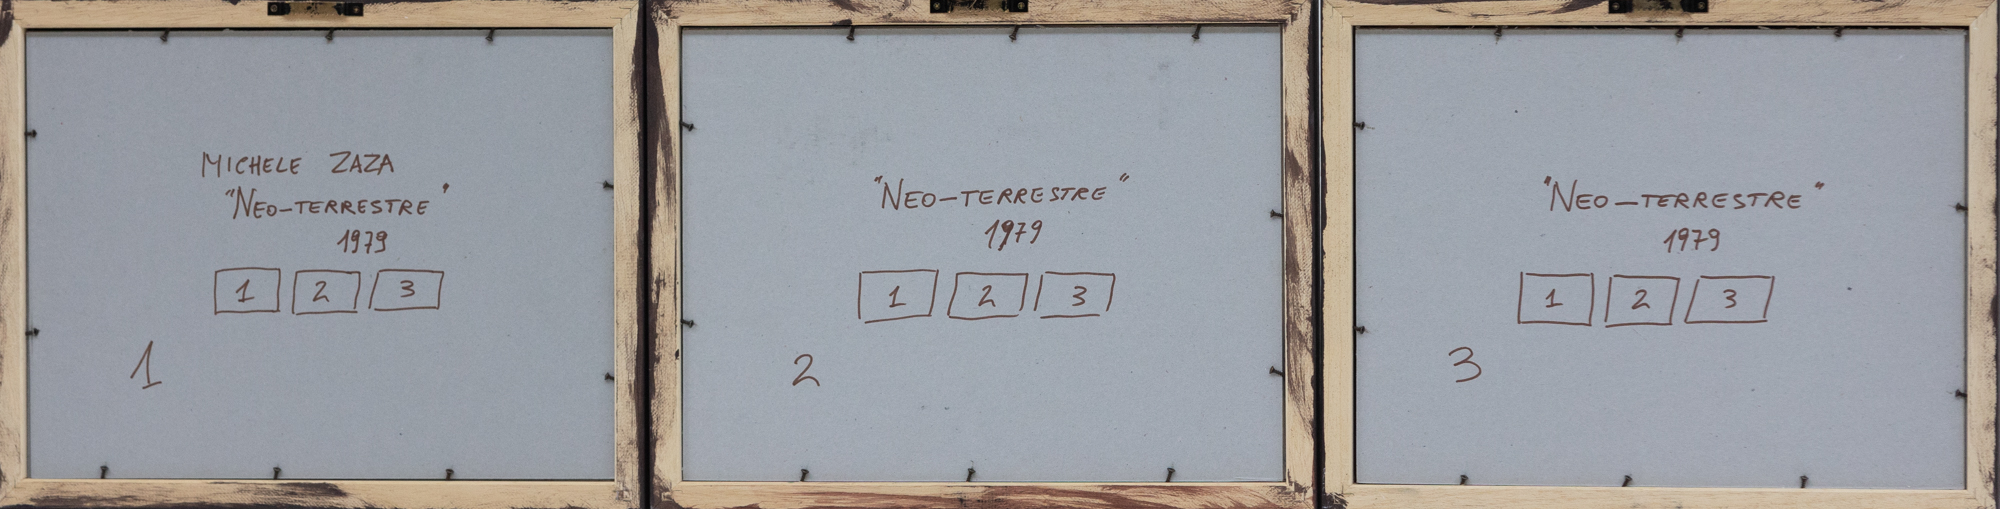 MICHELE ZAZA
"NEO-TERRESTRE"
1979
1 2 3
1
"NEO-TERRESTRE"
1979
1 2 3
2
"NEO-TERRESTRE"
1979
1 2 3
3